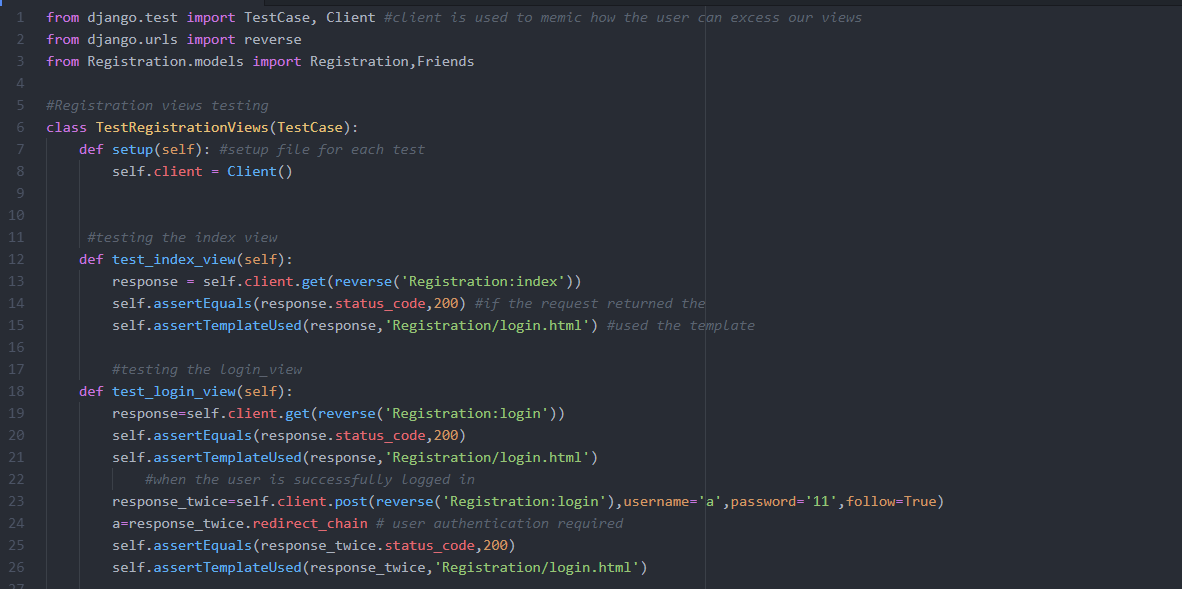 1 from django.test import TestCase, Client #client is used to memic how the user can excess our views
2 from django.urls import reverse
3 from Registration.models import Registration,Friends
4
5 #Registration views testing
6 class TestRegistrationViews(TestCase):
7 def setup(self): #setup file for each test
8 self.client = Client()
9
10
11 #testing the index view
12 def test_index_view(self):
13 response = self.client.get(reverse('Registration:index'))
14 self.assertEquals(response.status_code,200) #if the request returned the
15 self.assertTemplateUsed(response,'Registration/login.html') #used the template
16
17 #testing the login_view
18 def test_login_view(self):
19 response=self.client.get(reverse('Registration:login'))
20 self.assertEquals(response.status_code,200)
21 self.assertTemplateUsed(response,'Registration/login.html')
22 #when the user is successfully logged in
23 response_twice=self.client.post(reverse('Registration:login'),username='a',password='11',follow=True)
24 a=response_twice.redirect_chain # user authentication required
25 self.assertEquals(response_twice.status_code,200)
26 self.assertTemplateUsed(response_twice,'Registration/login.html')